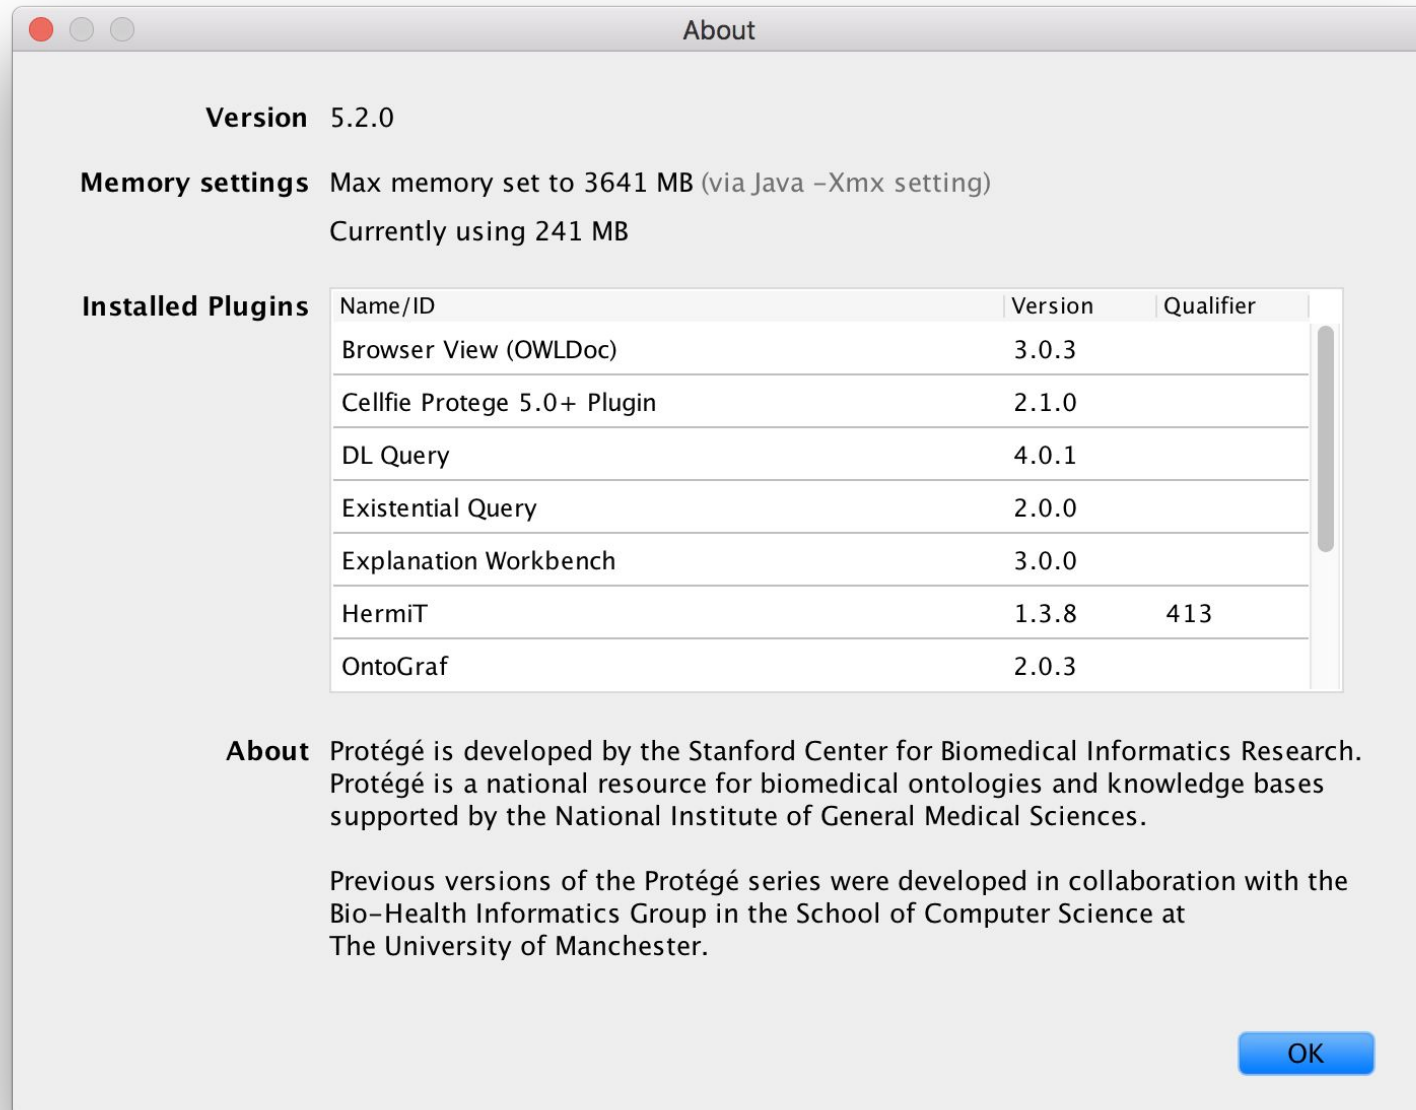 About
Version 5.2.0
Memory settings Max memory set to 3641 MB (via Java -Xmx setting)
Currently using 241 MB
Installed Plugins Name/ID Version Qualifier
Browser View (OWLDoc) 3.0.3
Cellfie Protege 5.0+ Plugin 2.1.0
DL Query 4.0.1
Existential Query 2.0.0
Explanation Workbench 3.0.0
HermiT 1.3.8 413
OntoGraf 2.0.3
About Protégé is developed by the Stanford Center for Biomedical Informatics Research.
Protégé is a national resource for biomedical ontologies and knowledge bases
supported by the National Institute of General Medical Sciences.
Previous versions of the Protégé series were developed in collaboration with the
Bio-Health Informatics Group in the School of Computer Science at
The University of Manchester.
OK